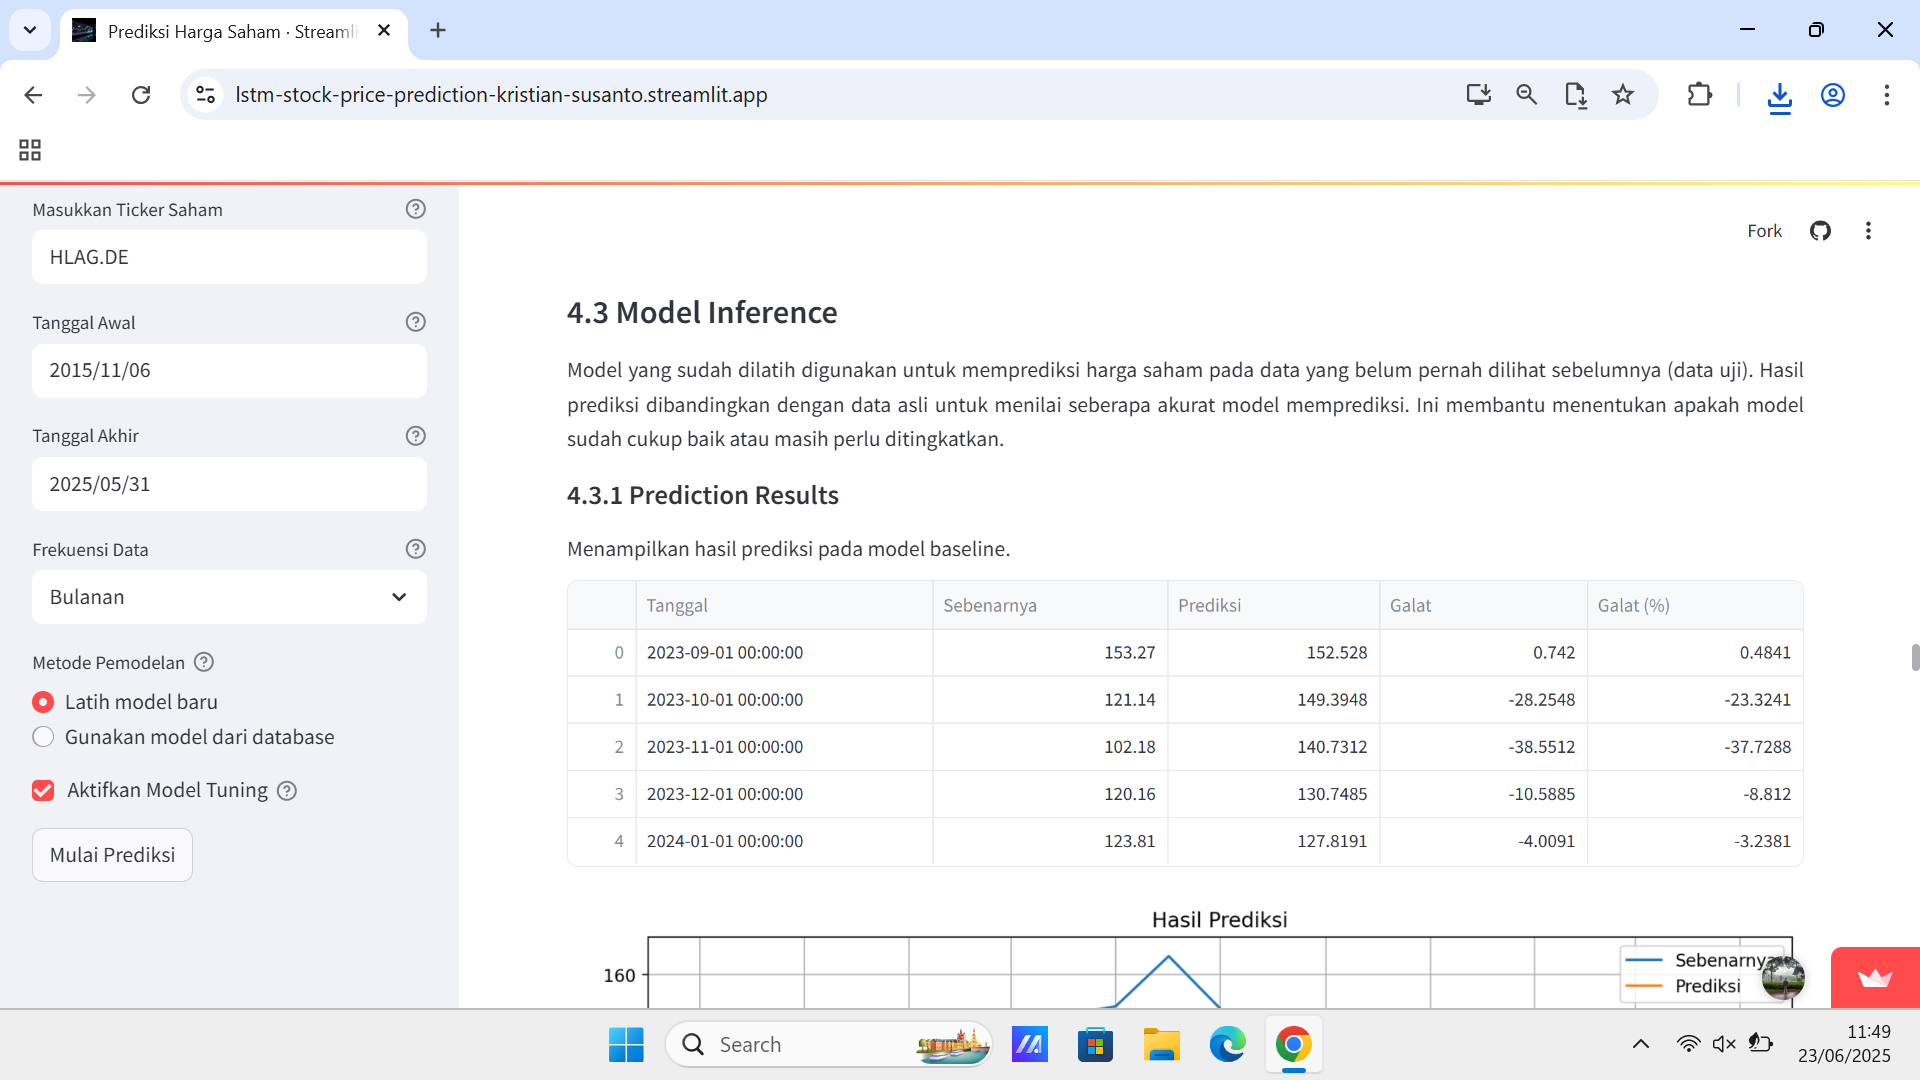 Prediksi Harga Saham · Streamli
lstm-stock-price-prediction-kristian-susanto.streamlit.app
Masukkan Ticker Saham
HLAG.DE
Tanggal Awal
2015/11/06
Tanggal Akhir
2025/05/31
Frekuensi Data
Bulanan
Metode Pemodelan
Latih model baru
Gunakan model dari database
Aktifkan Model Tuning
Mulai Prediksi
Fork
4.3 Model Inference
Model yang sudah dilatih digunakan untuk memprediksi harga saham pada data yang belum pernah dilihat sebelumnya (data uji). Hasil
prediksi dibandingkan dengan data asli untuk menilai seberapa akurat model memprediksi. Ini membantu menentukan apakah model
sudah cukup baik atau masih perlu ditingkatkan.
4.3.1 Prediction Results
Menampilkan hasil prediksi pada model baseline.
Tanggal Sebenarnya Prediksi Galat Galat (%)
0 2023-09-01 00:00:00 153.27 152.528 0.742 0.4841
1 2023-10-01 00:00:00 121.14 149.3948 -28.2548 -23.3241
2 2023-11-01 00:00:00 102.18 140.7312 -38.5512 -37.7288
3 2023-12-01 00:00:00 120.16 130.7485 -10.5885 -8.812
4 2024-01-01 00:00:00 123.81 127.8191 -4.0091 -3.2381
Hasil Prediksi
160
Sebenarnya
Prediksi
Search
11:49
23/06/2025